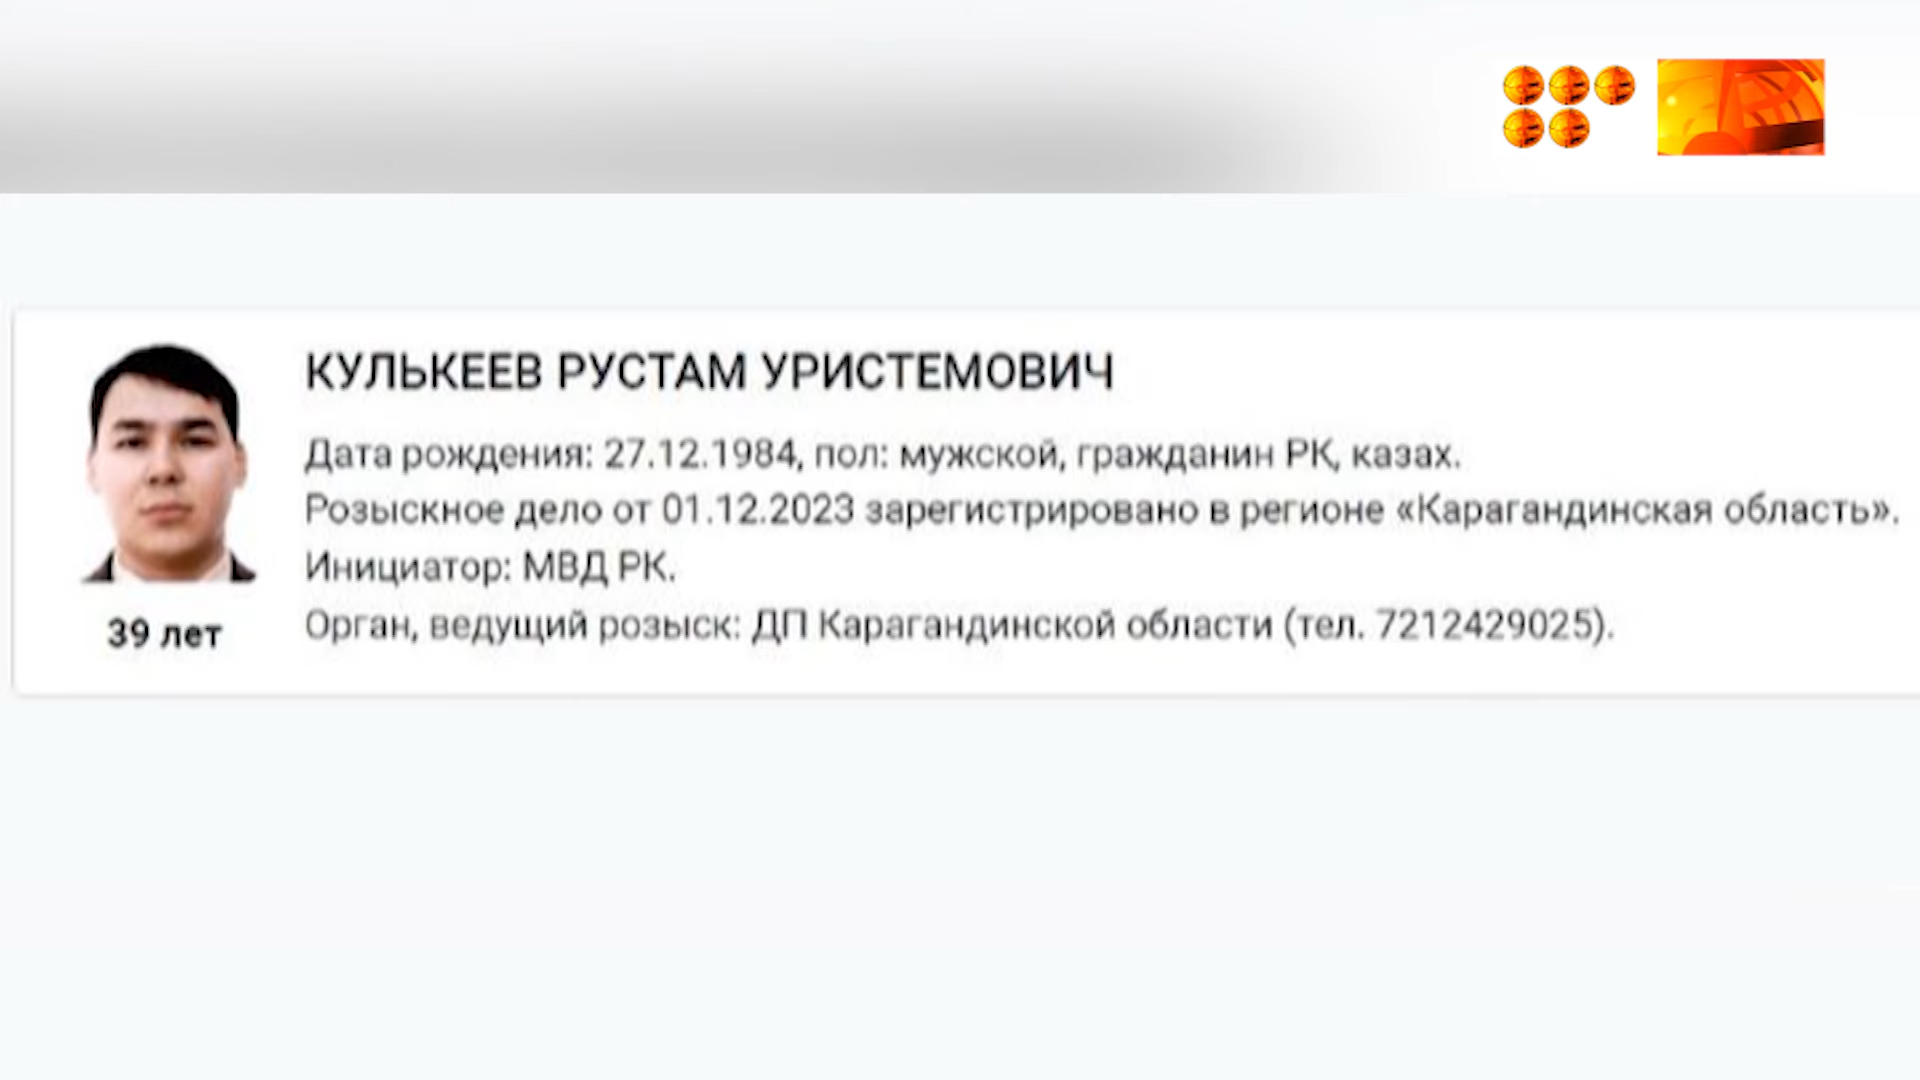 КУЛЬКЕЕВ РУСТАМ УРИСТЕМОВИЧ
Дата рождения: 27.12.1984, пол: мужской, гражданин РК, казах.
Розыскное дело от 01.12.2023 зарегистрировано в регионе «Карагандинская область».
Инициатор: МВД РК.
Орган, ведущий розыск: ДП Карагандинской области (тел. 7212429025).
39 лет